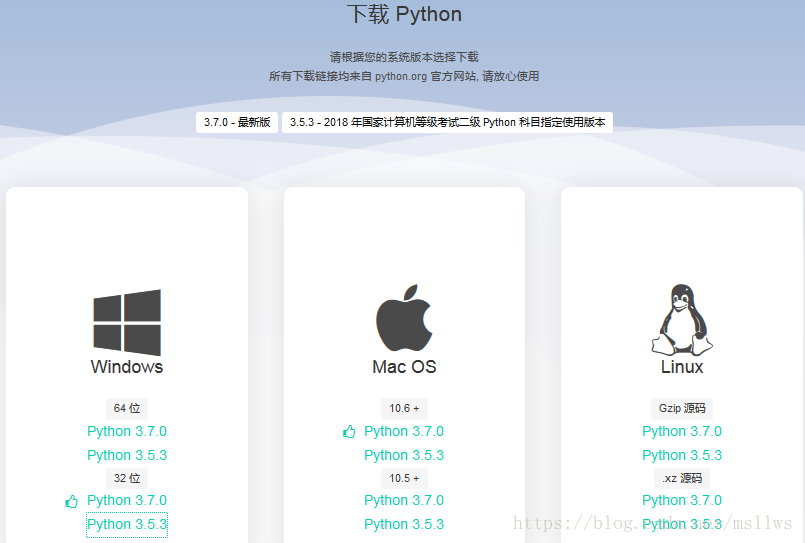 下载 Python
请根据您的系统版本选择下载
所有下载链接均来自 python.org 官方网站, 请放心使用
3.7.0 - 最新版
3.5.3 - 2018 年国家计算机等级考试二级 Python 科目指定使用版本
Windows
64 位
Python 3.7.0
Python 3.5.3
32 位
Python 3.7.0
Python 3.5.3
Mac OS
10.6 +
Python 3.7.0
Python 3.5.3
10.5 +
Python 3.7.0
Python 3.5.3
Linux
Gzip 源码
Python 3.7.0
Python 3.5.3
.xz 源码
Python 3.7.0
Python 3.5.3